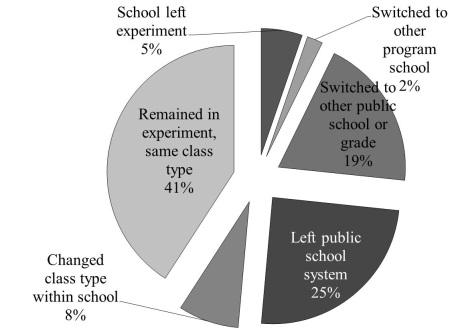 School left
experiment
5%
Switched to
other
program
school
2%
Switched to
other public
school or
grade
19%
Left public
school
system
25%
Changed
class type
within school
8%
Remained in
experiment,
same class
type
41%